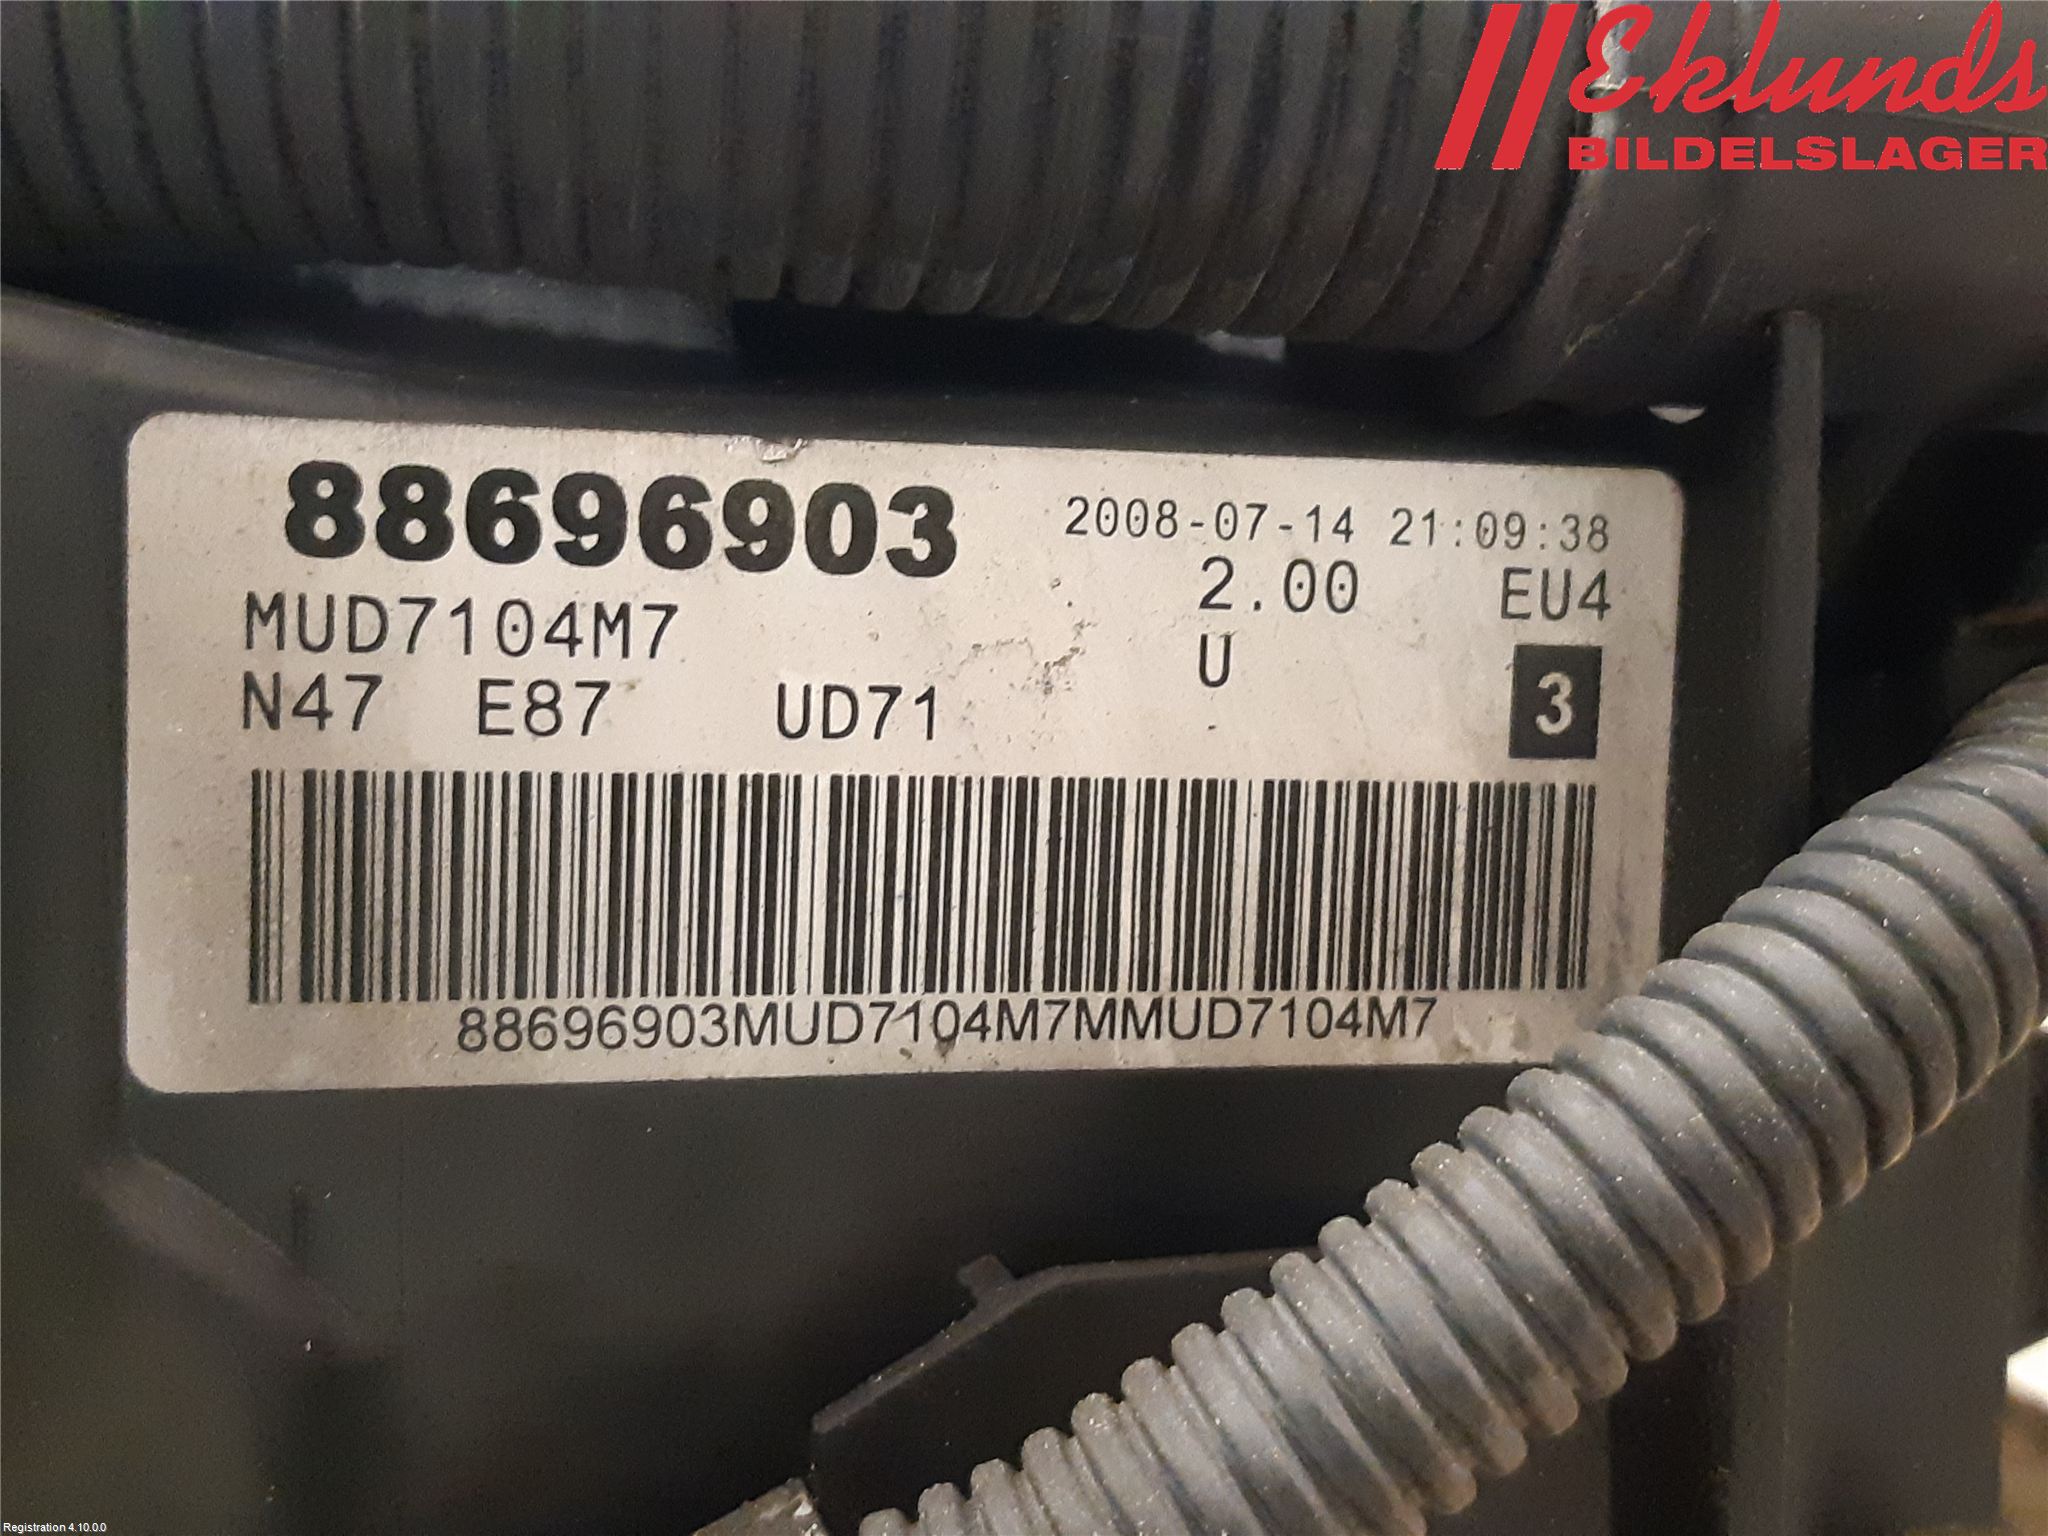 Eklunds
BILDELSLAGER
88696903 2008-07-14 21:09:38
MUD7104M7 2.00 EU4
N47 E87 UD71 U 3
88696903MUD7104M7MMUD7104M7
Registration 4.10.0.0